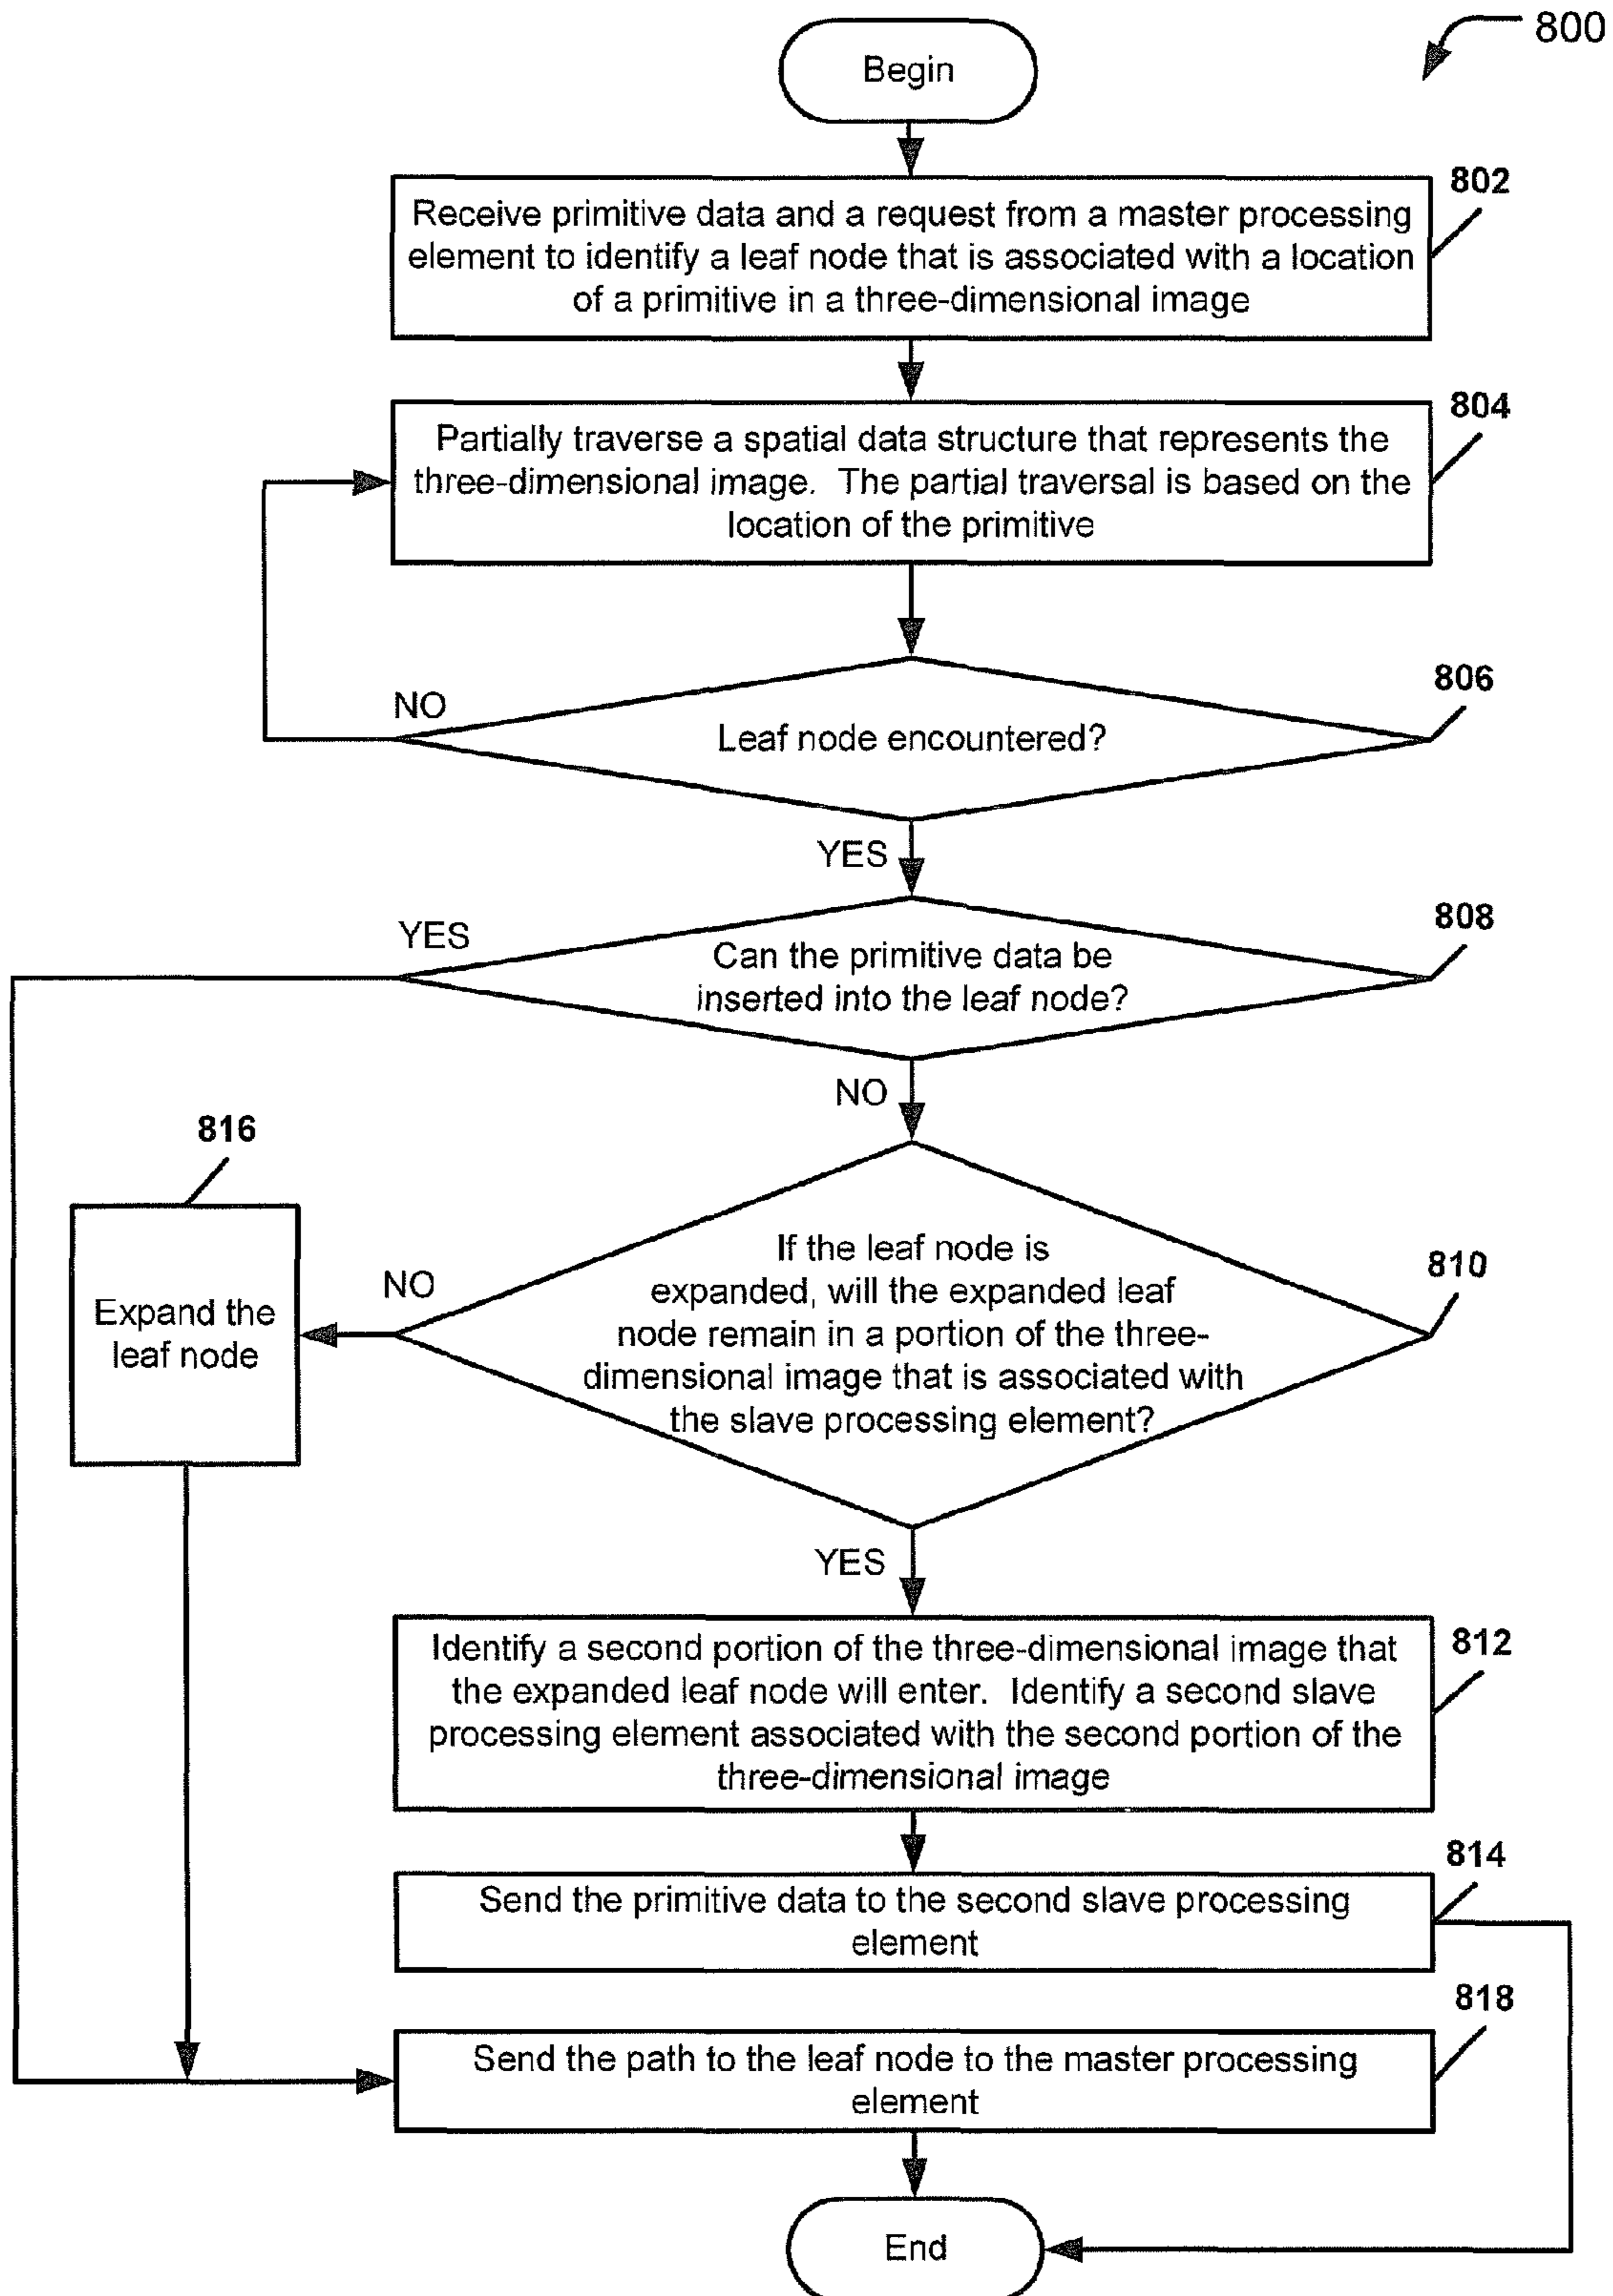 800
Begin
802
Receive primitive data and a request from a master processing
element to identify a leaf node that is associated with a location
of a primitive in a three-dimensional image
804
Partially traverse a spatial data structure that represents the
three-dimensional image. The partial traversal is based on the
location of the primitive
806
NO
Leaf node encountered?
YES
808
YES
Can the primitive data be
inserted into the leaf node?
NO
816
Expand the
leaf node
NO
810
If the leaf node is
expanded, will the expanded leaf
node remain in a portion of the three-
dimensional image that is associated with
the slave processing element?
YES
812
Identify a second portion of the three-dimensional image that
the expanded leaf node will enter. Identify a second slave
processing element associated with the second portion of the
three-dimensional image
814
Send the primitive data to the second slave processing
element
818
Send the path to the leaf node to the master processing
element
End